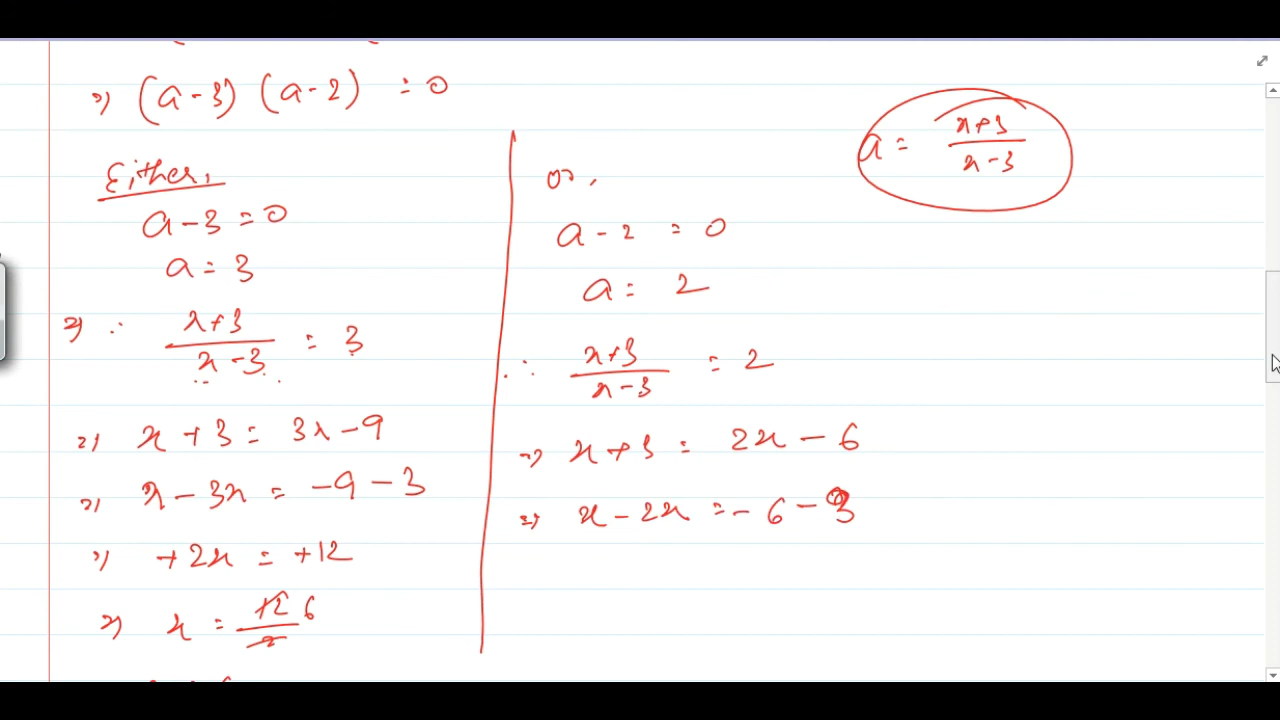 ⇒ (a-3) (a-2) = 0
Either,
a-3 = 0
a = 3
⇒ ∴ x+3/x-3 = 3
⇒ x+3 = 3x-9
⇒ x-3x = -9-3
⇒ +2x = +12
⇒ x = 12/2 6
or,
a-2 = 0
a = 2
∴ x+3/x-3 = 2
⇒ x+3 = 2x-6
⇒ x-2x = -6-3
a = x+3/x-3